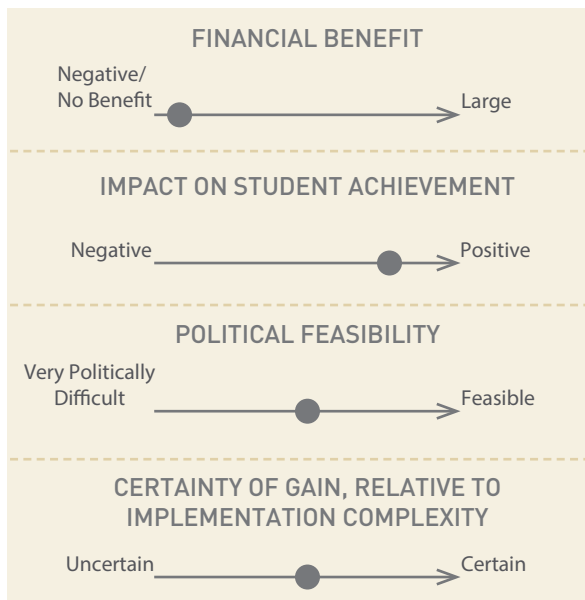 FINANCIAL BENEFIT
Negative/
No Benefit
Large
IMPACT ON STUDENT ACHIEVEMENT
Negative
Positive
POLITICAL FEASIBILITY
Very Politically
Difficult
Feasible
CERTAINTY OF GAIN, RELATIVE TO
IMPLEMENTATION COMPLEXITY
Uncertain
Certain